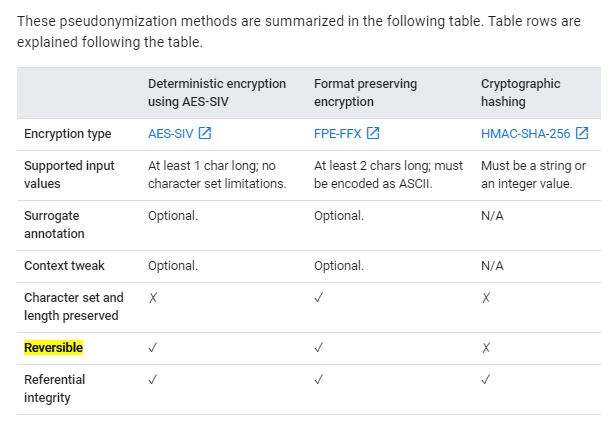 These pseudonymization methods are summarized in the following table. Table rows are
explained following the table.
Deterministic encryption using AES-SIV
Format preserving encryption
Cryptographic hashing
Encryption type AES-SIV FPE-FFX HMAC-SHA-256
Supported input values At least 1 char long; no character set limitations. At least 2 chars long; must be encoded as ASCII. Must be a string or an integer value.
Surrogate annotation Optional. Optional. N/A
Context tweak Optional. Optional. N/A
Character set and length preserved ✗ ✓ ✗
Reversible ✓ ✓ ✗
Referential integrity ✓ ✓ ✓